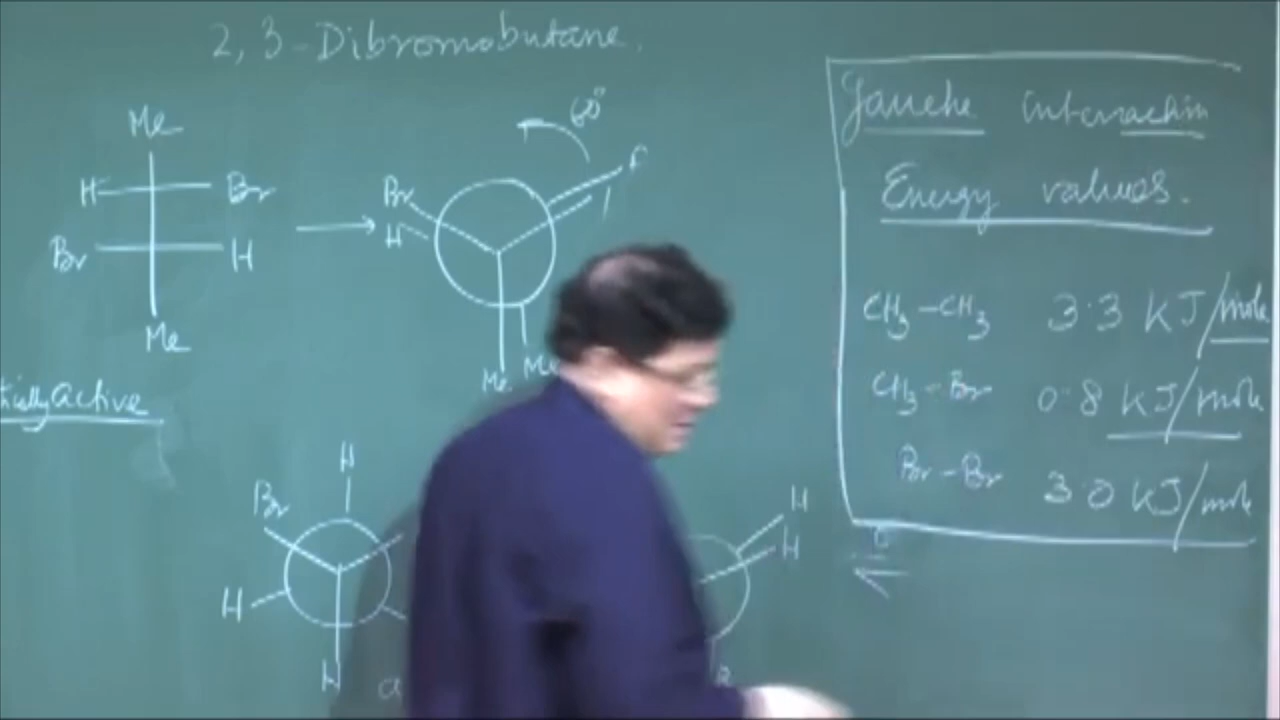 2, 3-Dibromobutane.
Me
H Br
Br H
Me
60°
Br
H
Me Me
Active
H
Br
H
H
H
H
Gauche interaction
Energy values.
CH3-CH3 3.3 KJ/mole
CH3-Br 0.8 KJ/mole
Br-Br 3.0 KJ/mole